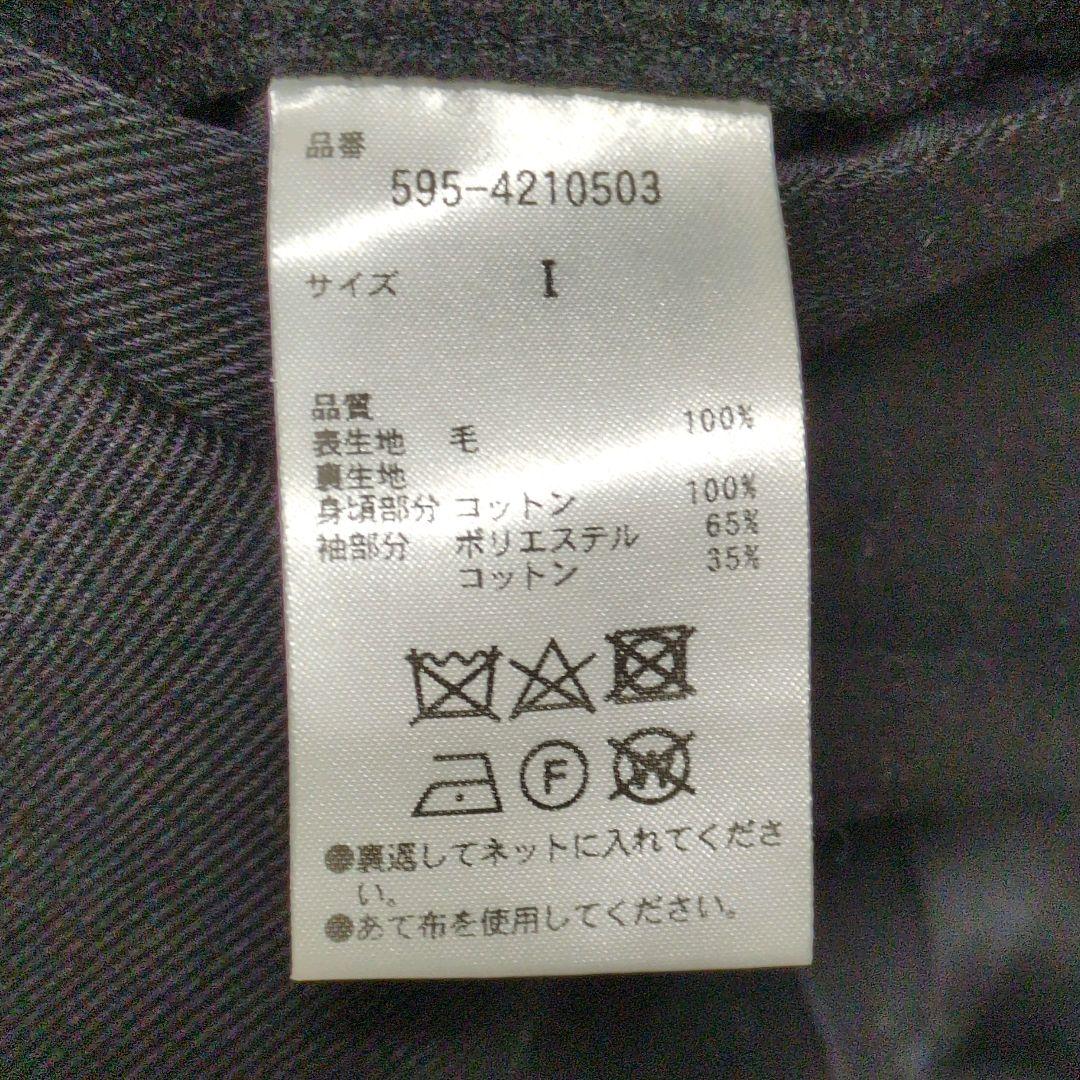 品番
595-4210503
サイズ I
品質
表生地 毛 100%
裏生地
身頃部分 コットン 100%
袖部分 ポリエステル 65%
コットン 35%
F
W
●裏返してネットに入れてくださ
い。
●あて布を使用してください。